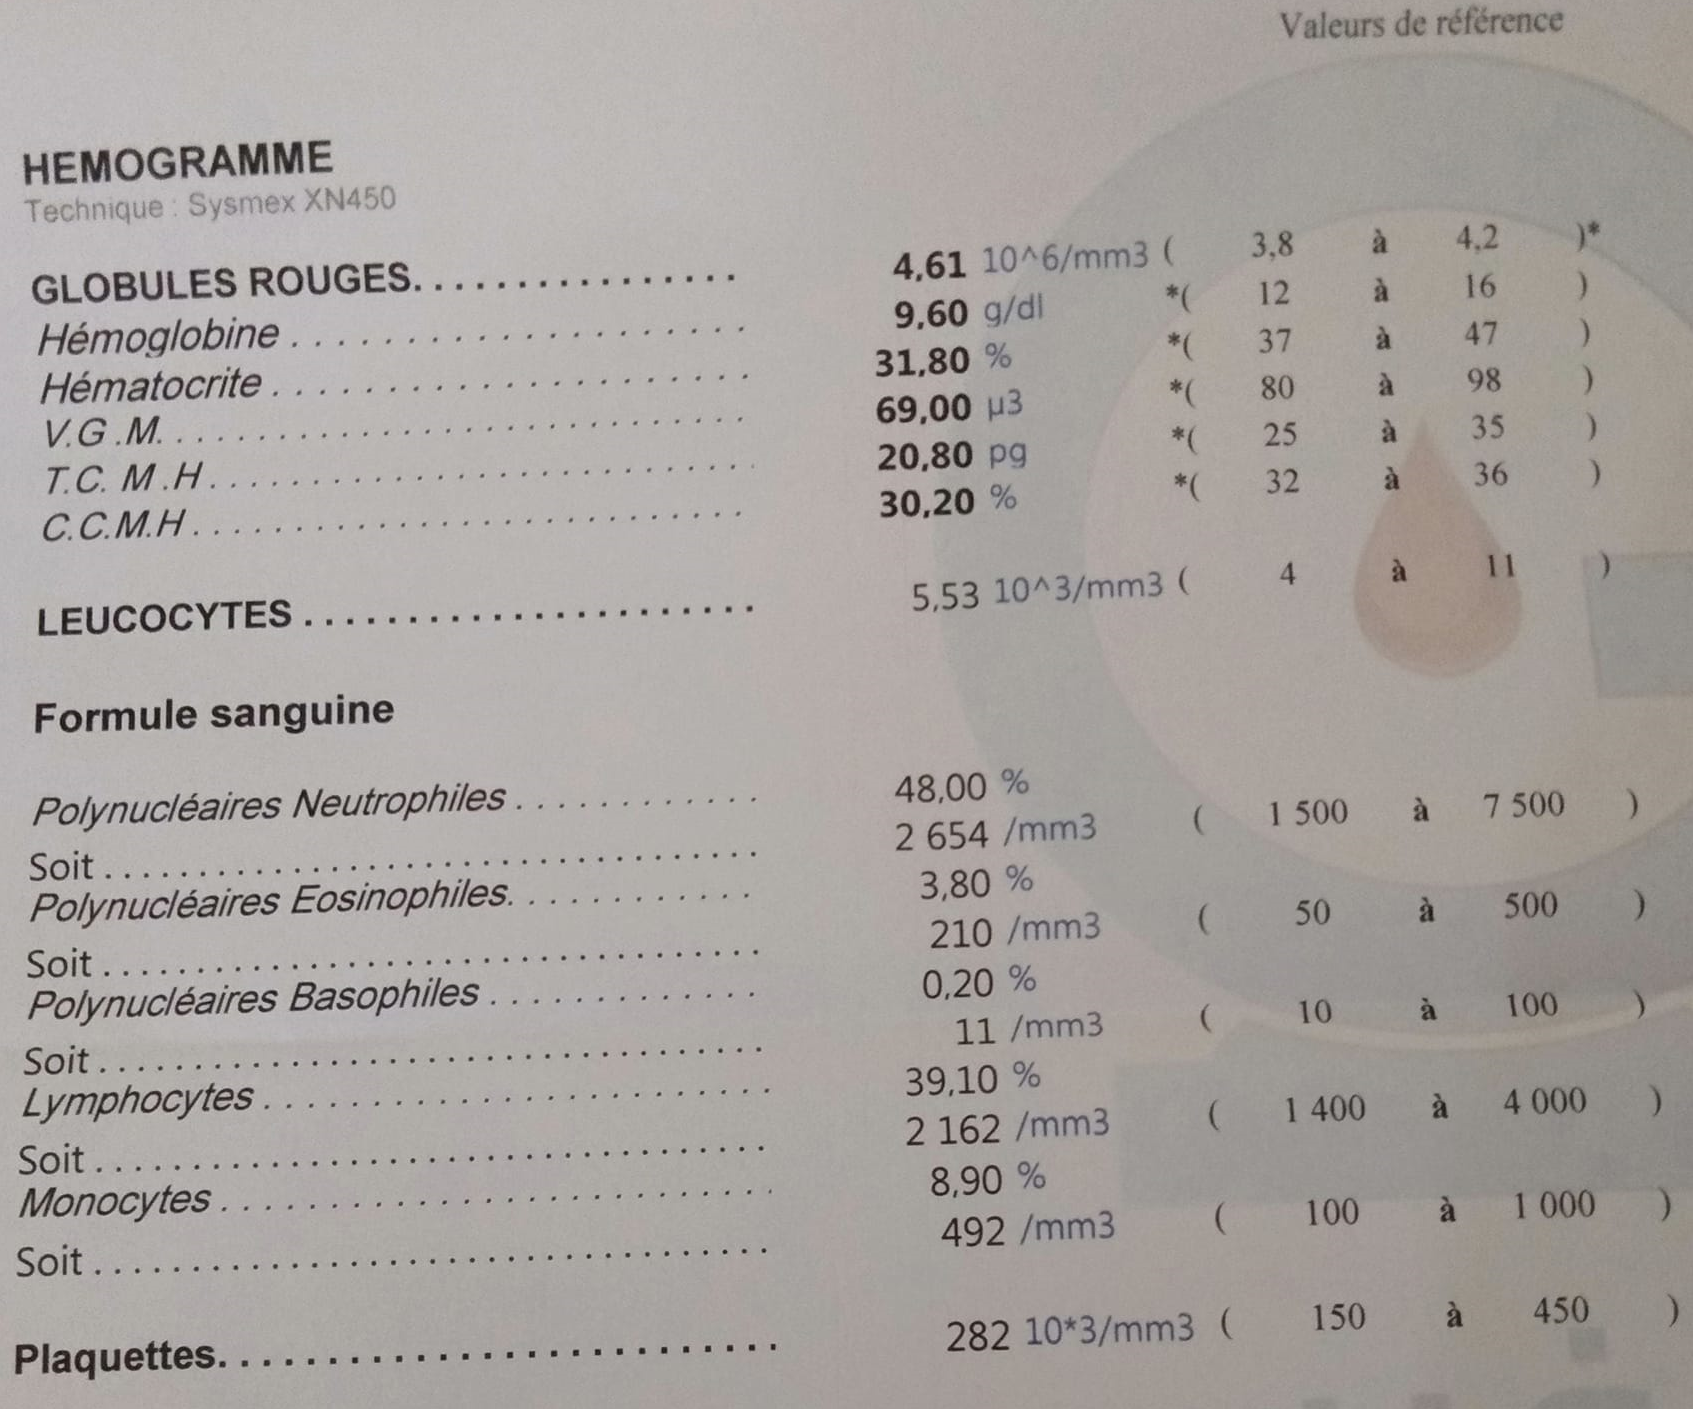 Valeurs de référence
HEMOGRAMME
Technique : Sysmex XN450
GLOBULES ROUGES................ 4,61 10^6/mm3 ( 3,8 à 4,2 )*
Hémoglobine .................... 9,60 g/dl *( 12 à 16 )
Hématocrite ..................... 31,80 % *( 37 à 47 )
V.G .M. ......................... 69,00 µ3 *( 80 à 98 )
T.C. M .H ........................ 20,80 pg *( 25 à 35 )
C.C.M.H ......................... 30,20 % *( 32 à 36 )
LEUCOCYTES ..................... 5,53 10^3/mm3 ( 4 à 11 )
Formule sanguine
Polynucléaires Neutrophiles ............ 48,00 %
Soit ................................... 2 654 /mm3 ( 1 500 à 7 500 )
Polynucléaires Eosinophiles. ........... 3,80 %
Soit ................................... 210 /mm3 ( 50 à 500 )
Polynucléaires Basophiles ............. 0,20 %
Soit ................................... 11 /mm3 ( 10 à 100 )
Lymphocytes ........................ 39,10 %
Soit ................................... 2 162 /mm3 ( 1 400 à 4 000 )
Monocytes .......................... 8,90 %
Soit ................................... 492 /mm3 ( 100 à 1 000 )
Plaquettes. ......................... 282 10*3/mm3 ( 150 à 450 )